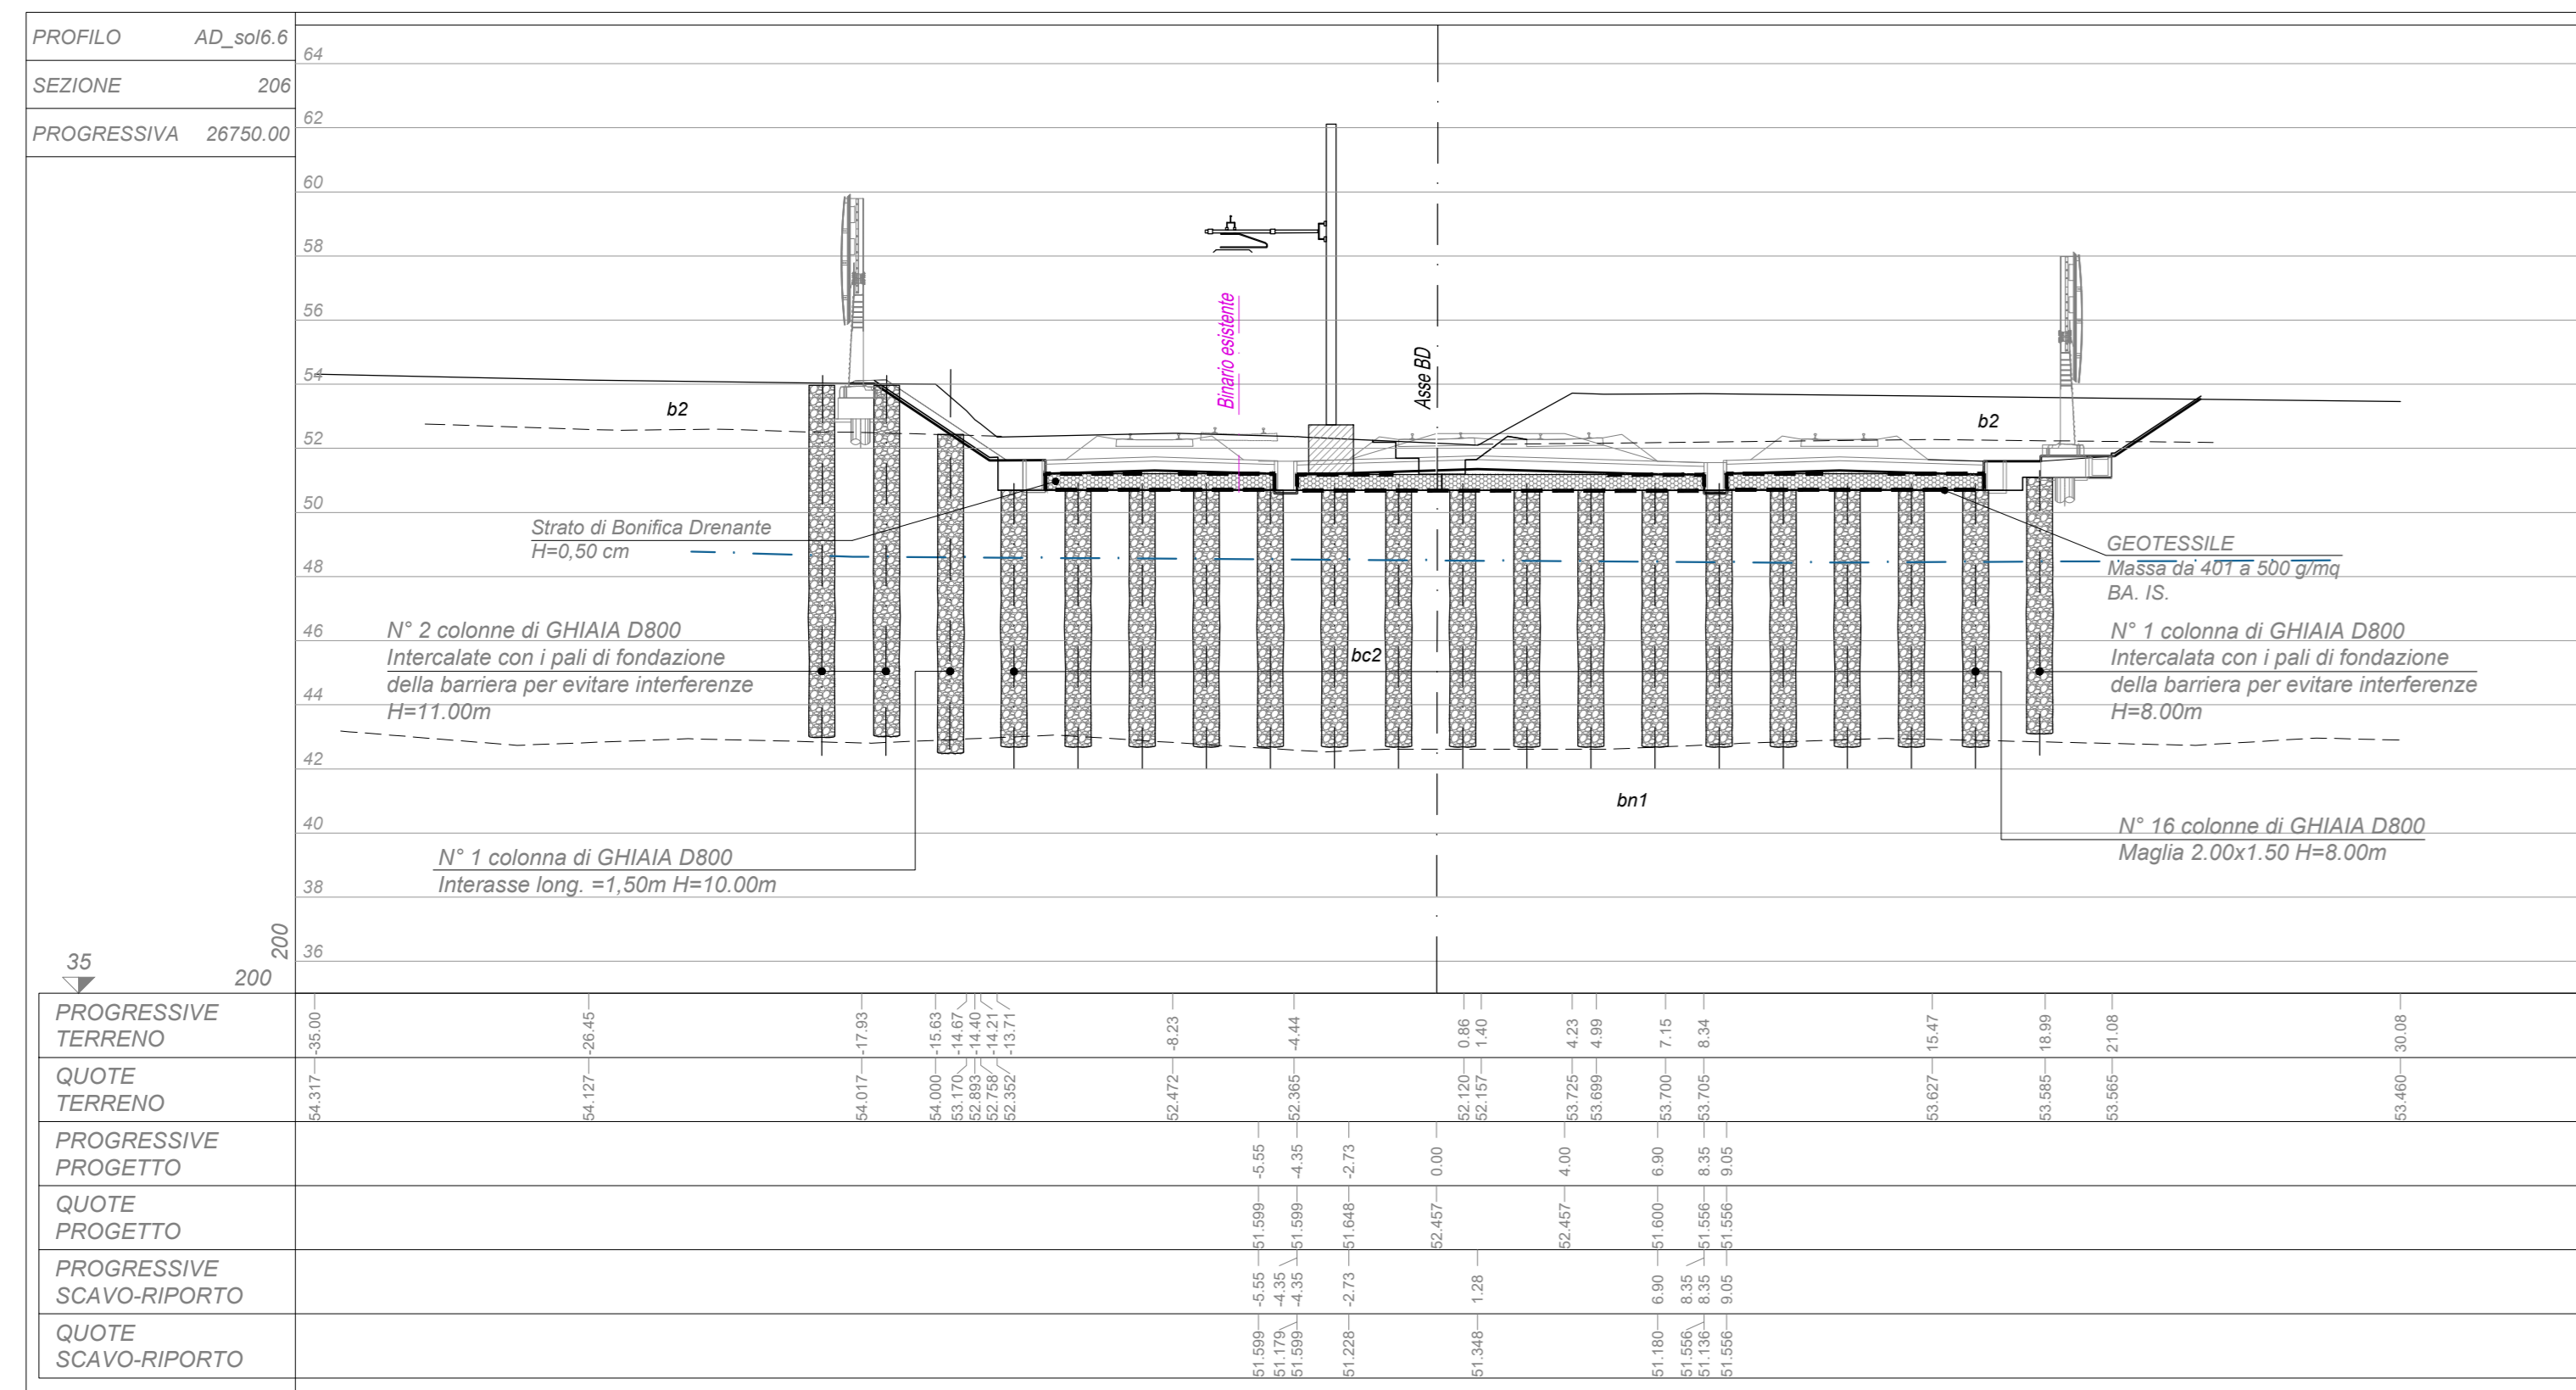 PROFILO AD_sol6.6
SEZIONE 206
PROGRESSIVA 26750.00
64
62
60
58
56
54
52
50
48
46
44
42
40
38
36
35
200
200
Binario esistente
Asse BD
b2
b2
Strato di Bonifica Drenante
H=0,50 cm
GEOTESSILE
Massa da 401 a 500 g/mq
BA. IS.
N° 2 colonne di GHIAIA D800
Intercalate con i pali di fondazione
della barriera per evitare interferenze
H=11.00m
bc2
N° 1 colonna di GHIAIA D800
Intercalata con i pali di fondazione
della barriera per evitare interferenze
H=8.00m
bn1
N° 16 colonne di GHIAIA D800
Maglia 2.00x1.50 H=8.00m
N° 1 colonna di GHIAIA D800
Interasse long. =1,50m H=10.00m
PROGRESSIVE
TERRENO
-35.00 -26.45 -17.93 -15.63 -14.67 -14.40 -14.21 -13.71 -8.23 -4.44 0.86 1.40 4.23 4.99 7.15 8.34 15.47 18.99 21.08 30.08
QUOTE
TERRENO
54.317 54.127 54.017 54.000 53.170 52.893 52.758 52.352 52.472 52.365 52.120 52.157 53.725 53.699 53.700 53.705 53.627 53.585 53.565 53.460
PROGRESSIVE
PROGETTO
-5.55 -4.35 -2.73 0.00 4.00 6.90 8.35 9.05
QUOTE
PROGETTO
51.599 51.599 51.648 52.457 52.457 51.600 51.556 51.556
PROGRESSIVE
SCAVO-RIPORTO
-5.55 -4.35 -4.35 -2.73 1.28 6.90 8.35 8.35 9.05
QUOTE
SCAVO-RIPORTO
51.599 51.179 51.599 51.228 51.348 51.180 51.556 51.136 51.556